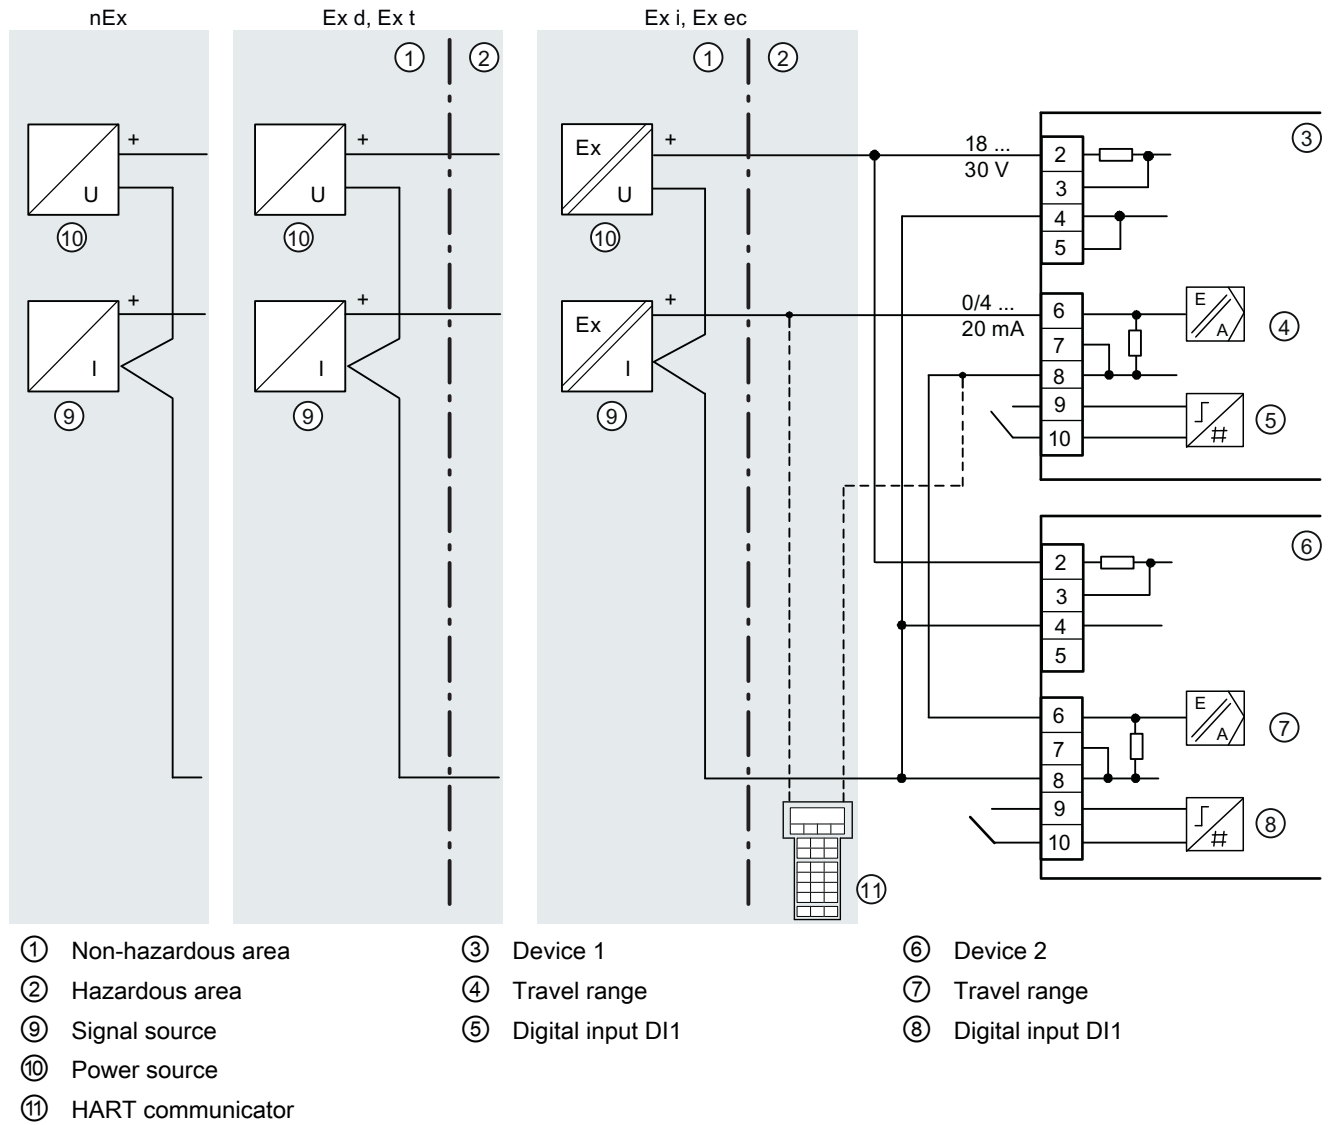 nEx
Ex d, Ex t
Ex i, Ex ec
① ②
① ②
③
+
U
⑩
+
U
⑩
+
Ex
U
⑩
18 ...
30 V
2
3
4
5
+
I
⑨
+
I
⑨
+
Ex
I
⑨
0/4 ...
20 mA
6
7
8
9
10
E
A
④
#
⑤
⑥
2
3
4
5
6
7
8
9
10
E
A
⑦
#
⑧
⑪
① Non-hazardous area
② Hazardous area
⑨ Signal source
⑩ Power source
⑪ HART communicator
③ Device 1
④ Travel range
⑤ Digital input DI1
⑥ Device 2
⑦ Travel range
⑧ Digital input DI1